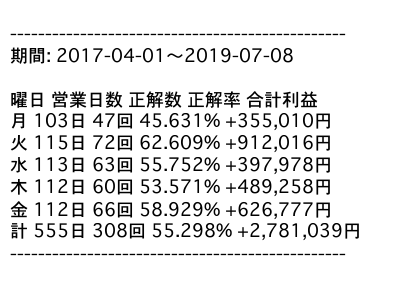 ------------------------------------------------
期間: 2017-04-01～2019-07-08
曜日 営業日数 正解数 正解率 合計利益
月 103日 47回 45.631% +355,010円
火 115日 72回 62.609% +912,016円
水 113日 63回 55.752% +397,978円
木 112日 60回 53.571% +489,258円
金 112日 66回 58.929% +626,777円
計 555日 308回 55.298% +2,781,039円
------------------------------------------------